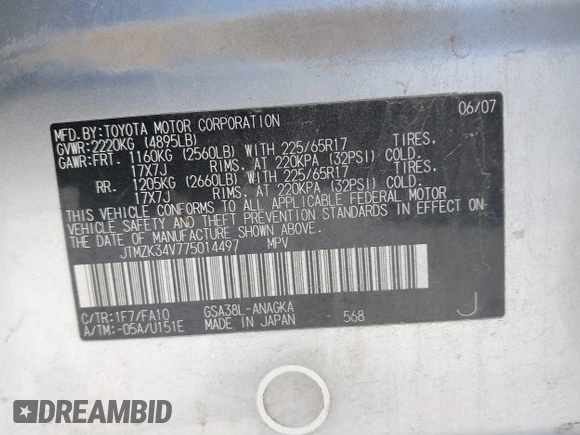 MFD.BY:TOYOTA MOTOR CORPORATION 06/07
GVWR:2220KG (4895LB)
GAWR:FRT. 1160KG (2560LB) WITH 225/65R17 TIRES,
17X7J RIMS, AT 220KPA (32PSI) COLD.
RR. 1205KG (2660LB) WITH 225/65R17 TIRES,
17X7J RIMS, AT 220KPA (32PSI) COLD.
THIS VEHICLE CONFORMS TO ALL APPLICABLE FEDERAL MOTOR
VEHICLE SAFETY AND THEFT PREVENTION STANDARDS IN EFFECT ON
THE DATE OF MANUFACTURE SHOWN ABOVE.
JTMZK34V775014497 MPV
C/TR:1F7/FA10 GSA38L-ANAGKA
A/TM:-05A/U151E MADE IN JAPAN 568 J
DREAMBID